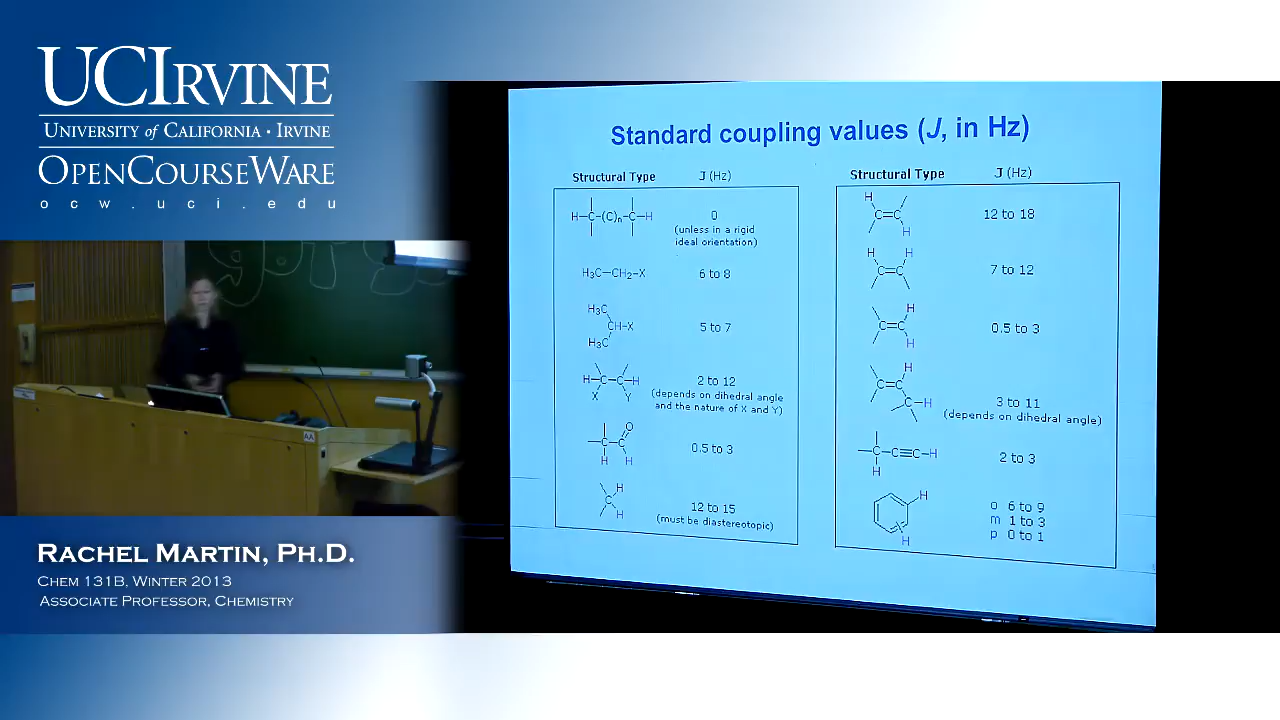 UCIRVINE
UNIVERSITY of CALIFORNIA · IRVINE
OPENCOURSEWARE
ocw.uci.edu
RACHEL MARTIN, PH.D.
CHEM 131B, WINTER 2013
ASSOCIATE PROFESSOR, CHEMISTRY
Standard coupling values (J, in Hz)
Structural Type J (Hz)
H–C–(C)n–C–H 0
(unless in a rigid
ideal orientation)
H₃C–CH₂–X 6 to 8
H₃C
CH–X 5 to 7
H₃C
H–C–C–H 2 to 12
X Y (depends on dihedral angle
and the nature of X and Y)
O
C–C 0.5 to 3
H H
H
C 12 to 15
H (must be diastereotopic)
Structural Type J (Hz)
H
C=C 12 to 18
H
H H
C=C 7 to 12
H
C=C 0.5 to 3
H
H
C=C
C–H 3 to 11
(depends on dihedral angle)
C–C≡C–H 2 to 3
H
H
o 6 to 9
m 1 to 3
p 0 to 1
H
AA